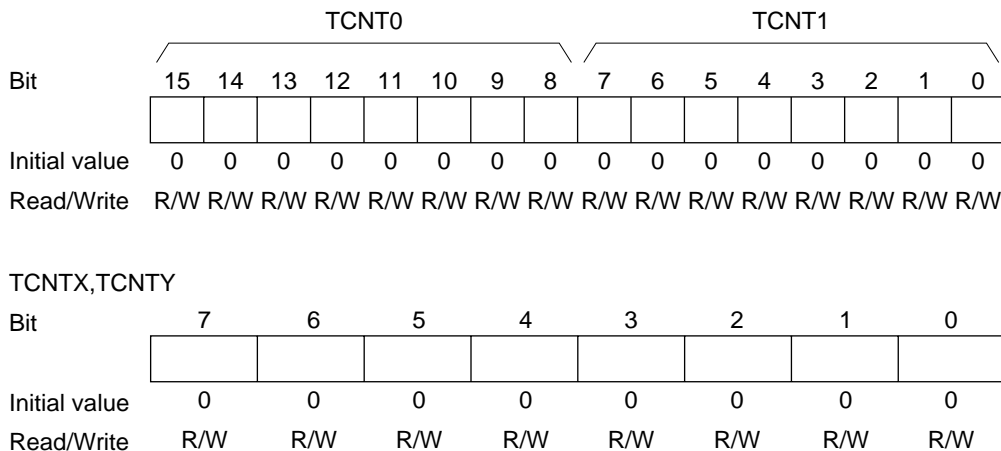 TCNT0 TCNT1
Bit 15 14 13 12 11 10 9 8 7 6 5 4 3 2 1 0
Initial value 0 0 0 0 0 0 0 0 0 0 0 0 0 0 0 0
Read/Write R/W R/W R/W R/W R/W R/W R/W R/W R/W R/W R/W R/W R/W R/W R/W R/W
TCNTX,TCNTY
Bit 7 6 5 4 3 2 1 0
Initial value 0 0 0 0 0 0 0 0
Read/Write R/W R/W R/W R/W R/W R/W R/W R/W